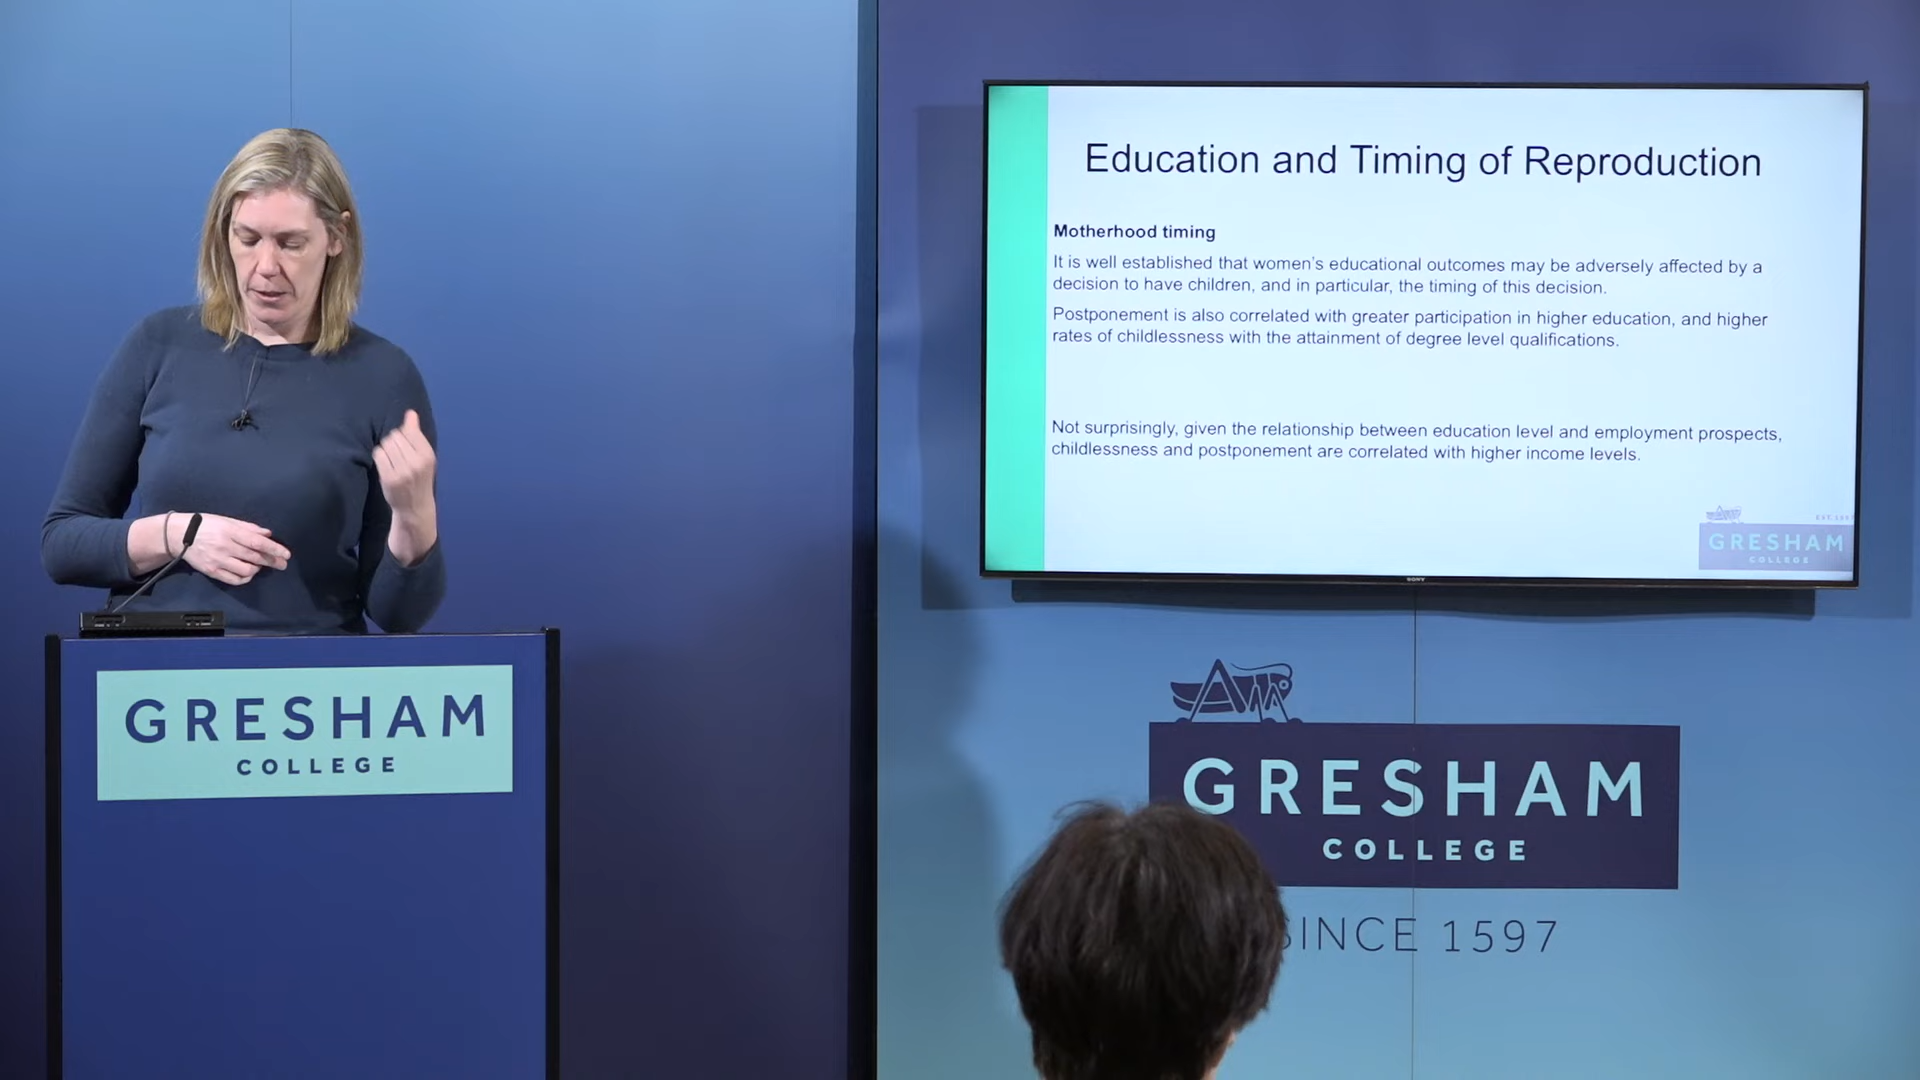 Education and Timing of Reproduction
Motherhood timing
It is well established that women's educational outcomes may be adversely affected by a
decision to have children, and in particular, the timing of this decision.
Postponement is also correlated with greater participation in higher education, and higher
rates of childlessness with the attainment of degree level qualifications.
Not surprisingly, given the relationship between education level and employment prospects,
childlessness and postponement are correlated with higher income levels.
EST. 1597
GRESHAM
COLLEGE
SONY
GRESHAM
COLLEGE
GRESHAM
COLLEGE
SINCE 1597